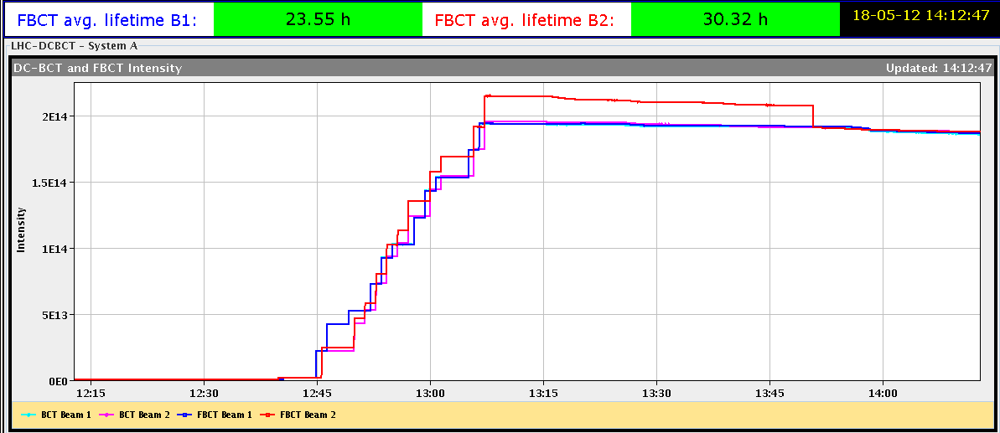 FBCT avg. lifetime B1: 23.55 h FBCT avg. lifetime B2: 30.32 h 18-05-12 14:12:47
LHC-DCBCT - System A
DC-BCT and FBCT Intensity Updated: 14:12:47
2E14
1.5E14
1E14
5E13
0E0
Intensity
12:15 12:30 12:45 13:00 13:15 13:30 13:45 14:00
BCT Beam 1 BCT Beam 2 FBCT Beam 1 FBCT Beam 2